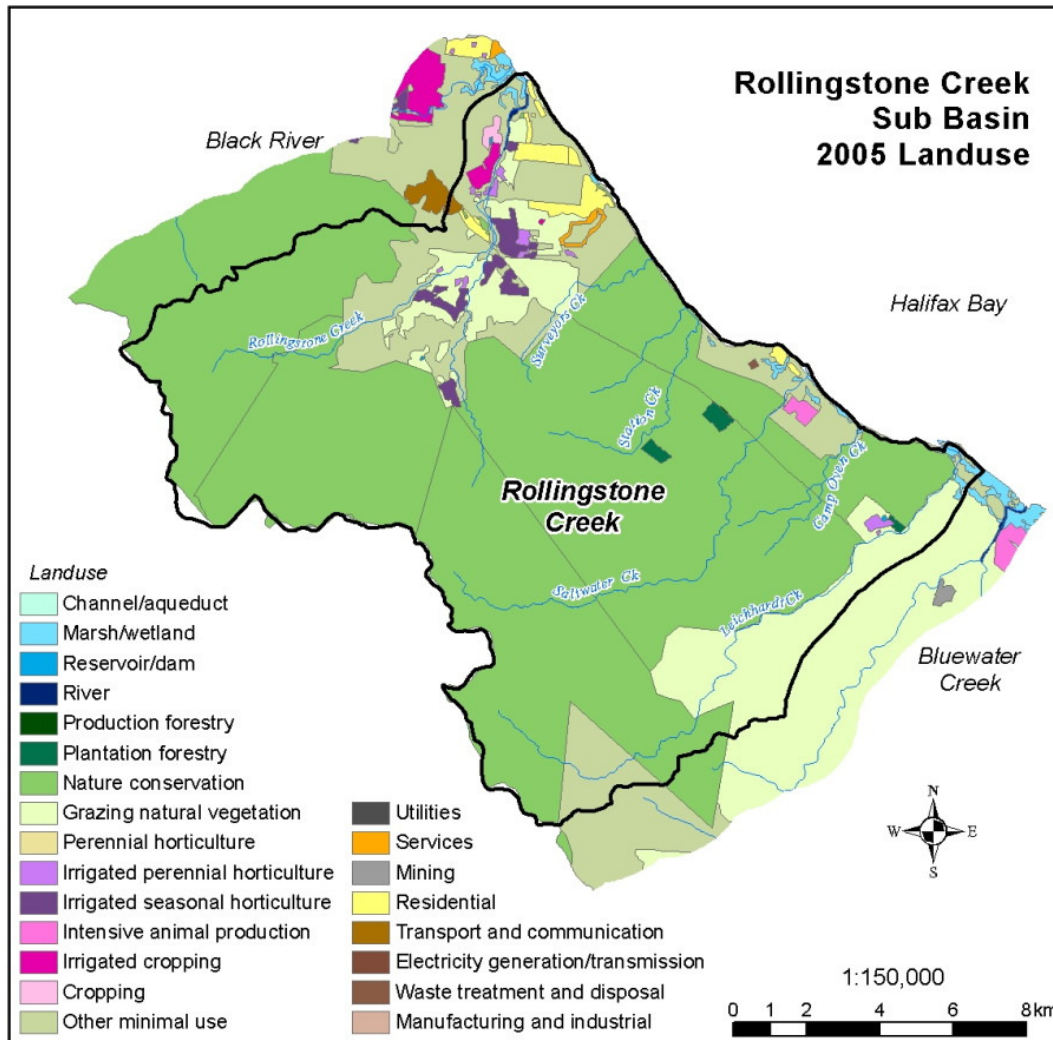 Rollingstone Creek
Sub Basin
2005 Landuse
Black River
Halifax Bay
Rollingstone Creek
Surveyors Ck
Station Ck
Camp Oven Ck
Rollingstone
Creek
Saltwater Ck
Leichhardt Ck
Bluewater
Creek
Landuse
Channel/aqueduct
Marsh/wetland
Reservoir/dam
River
Production forestry
Plantation forestry
Nature conservation
Grazing natural vegetation
Perennial horticulture
Irrigated perennial horticulture
Irrigated seasonal horticulture
Intensive animal production
Irrigated cropping
Cropping
Other minimal use
Utilities
Services
Mining
Residential
Transport and communication
Electricity generation/transmission
Waste treatment and disposal
Manufacturing and industrial
N
W E
S
1:150,000
0 2 4 6 8 km